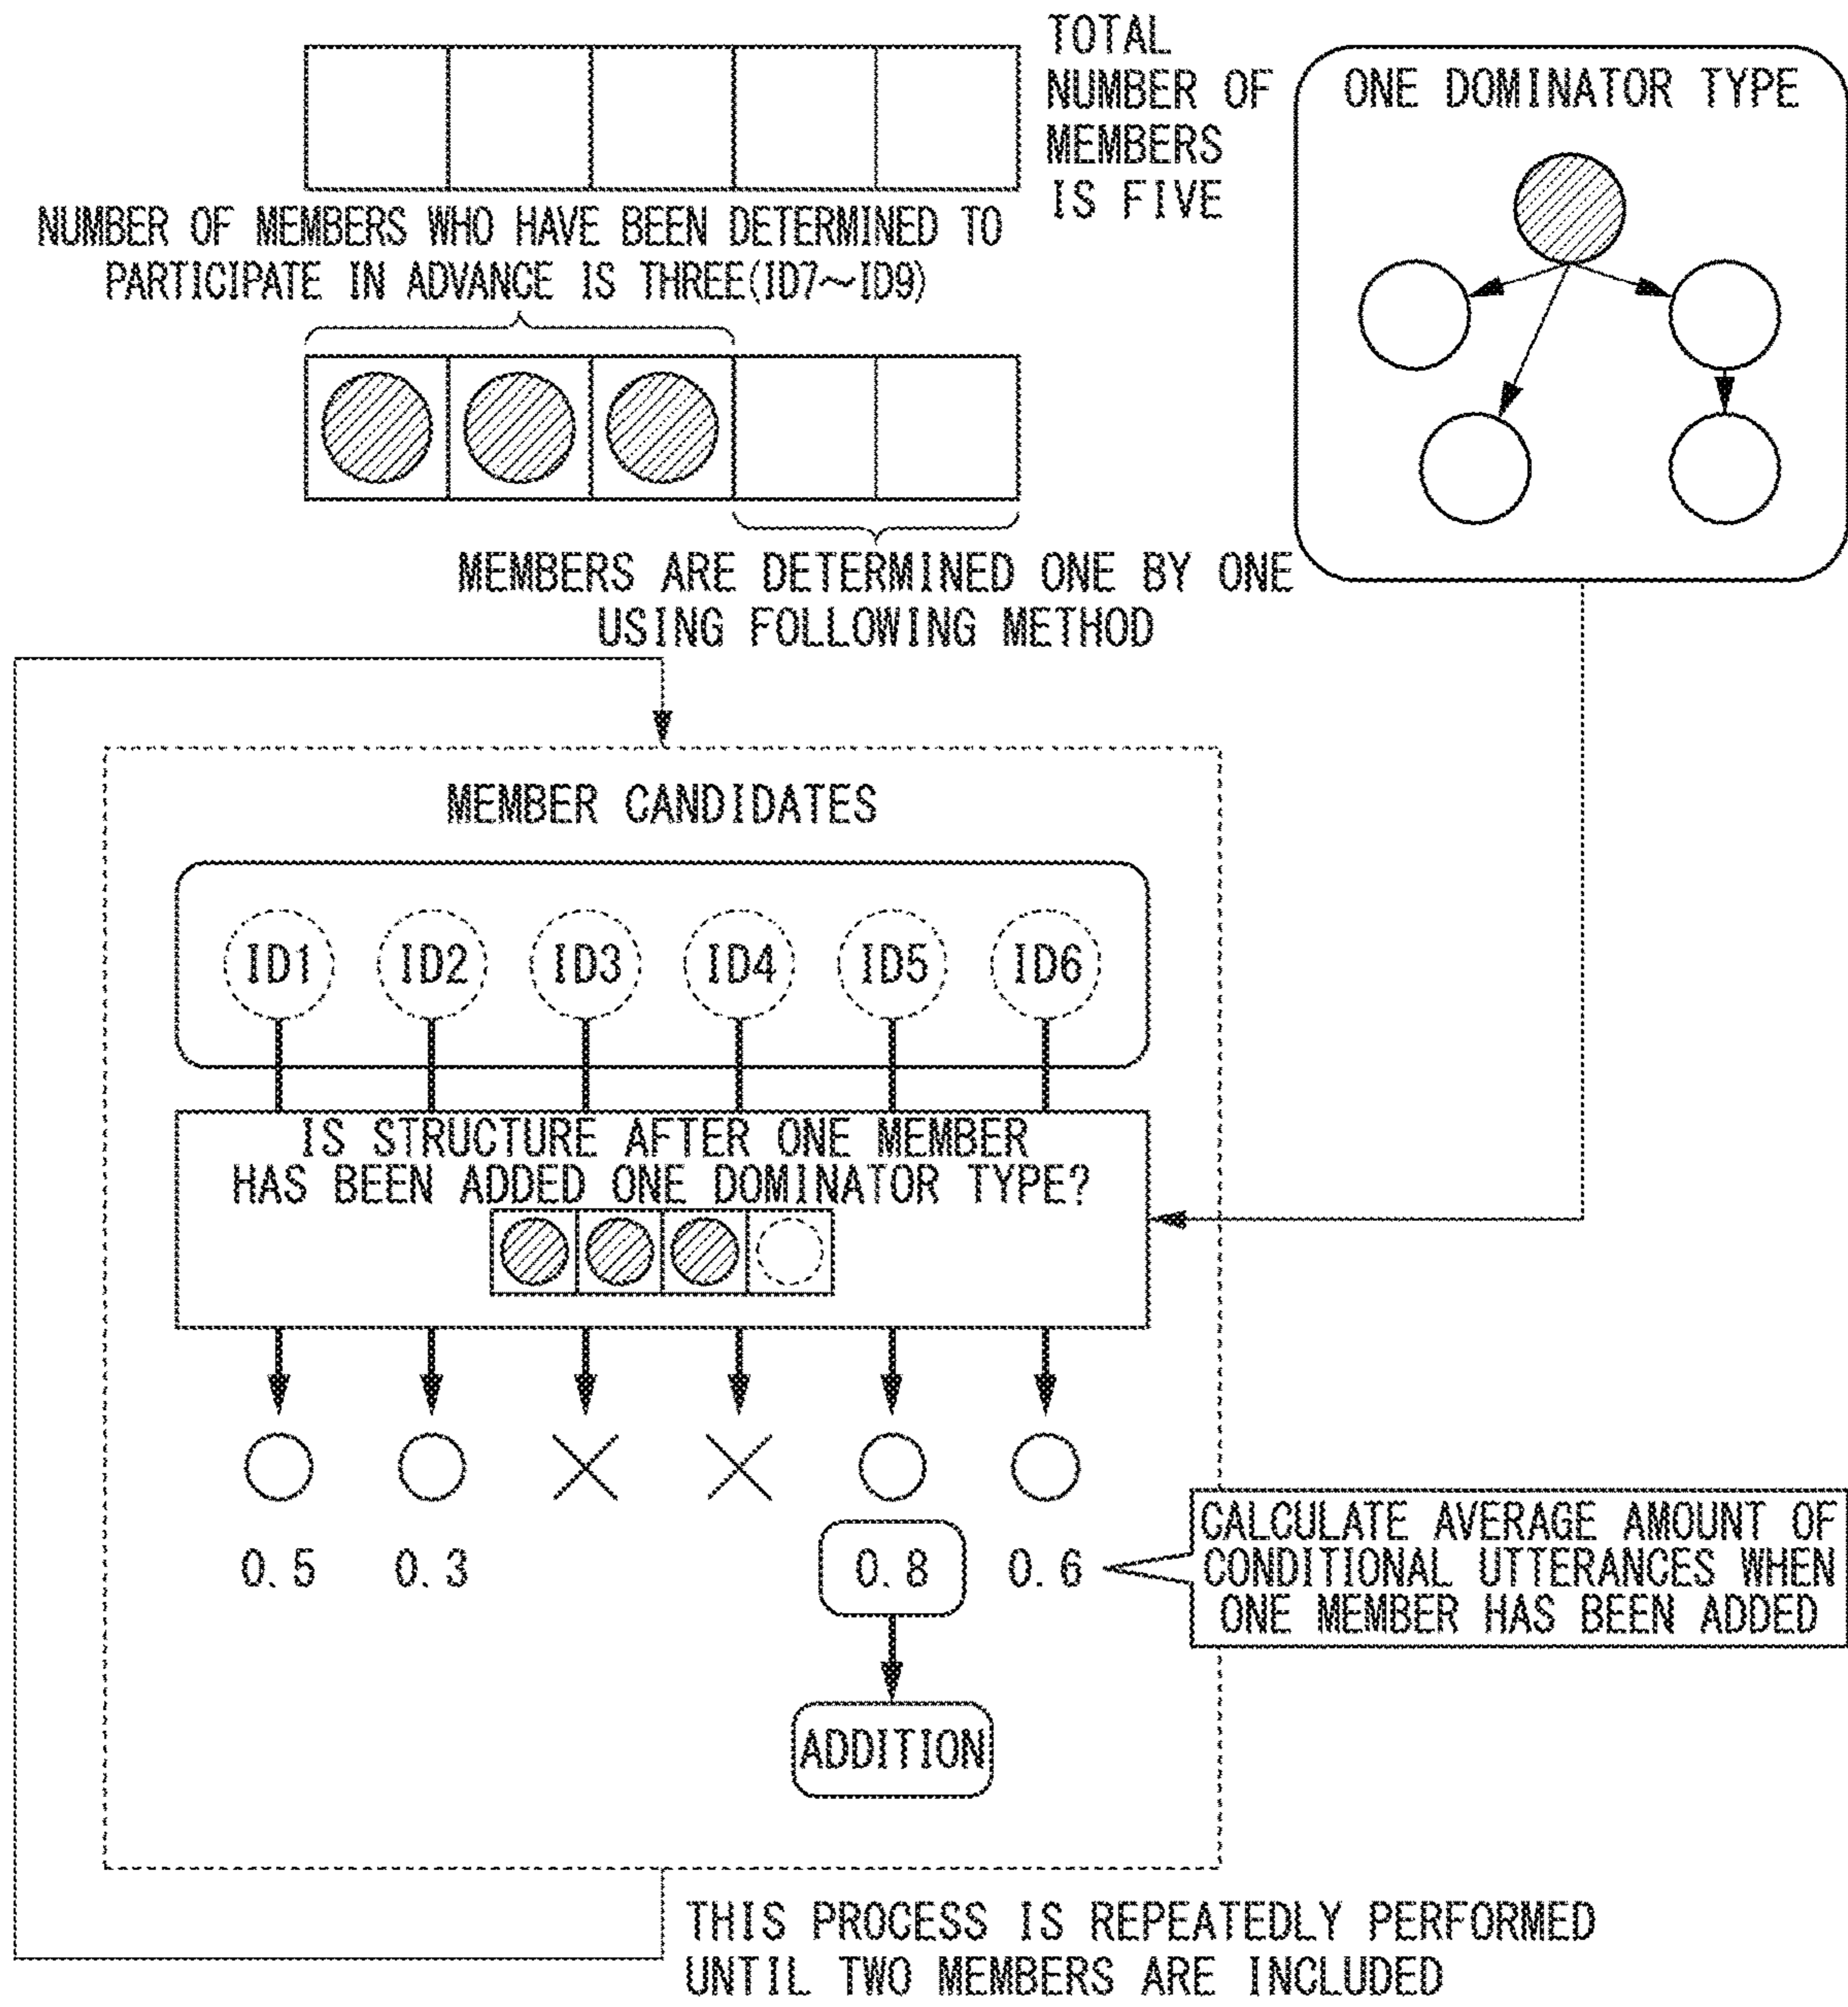 TOTAL
NUMBER OF
MEMBERS
IS FIVE
ONE DOMINATOR TYPE
NUMBER OF MEMBERS WHO HAVE BEEN DETERMINED TO
PARTICIPATE IN ADVANCE IS THREE(ID7～ID9)
MEMBERS ARE DETERMINED ONE BY ONE
USING FOLLOWING METHOD
MEMBER CANDIDATES
ID1 ID2 ID3 ID4 ID5 ID6
IS STRUCTURE AFTER ONE MEMBER
HAS BEEN ADDED ONE DOMINATOR TYPE?
0.5 0.3 0.8 0.6
CALCULATE AVERAGE AMOUNT OF
CONDITIONAL UTTERANCES WHEN
ONE MEMBER HAS BEEN ADDED
ADDITION
THIS PROCESS IS REPEATEDLY PERFORMED
UNTIL TWO MEMBERS ARE INCLUDED